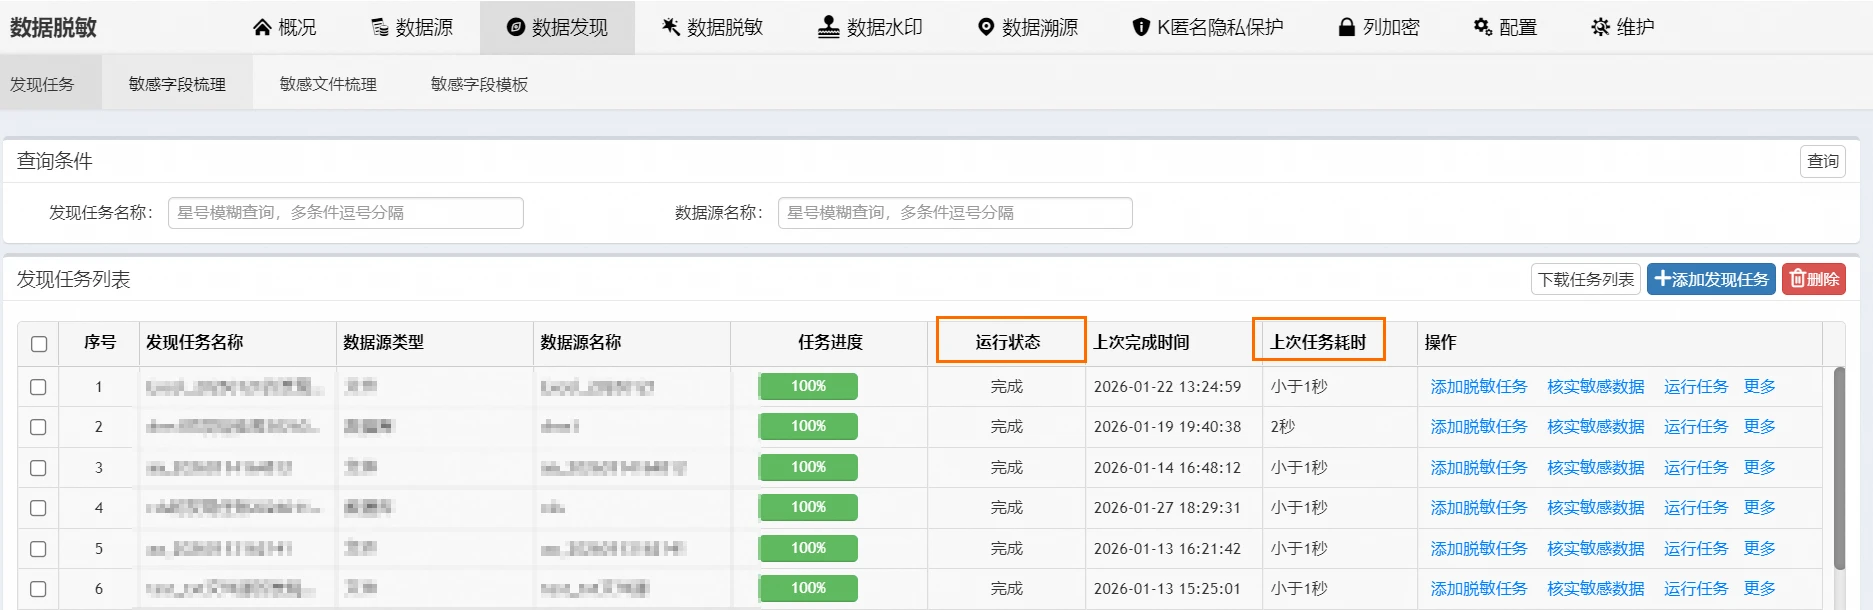 数据脱敏 概况 数据源 数据发现 数据脱敏 数据水印 数据溯源 K匿名隐私保护 列加密 配置 维护
发现任务 敏感字段梳理 敏感文件梳理 敏感字段模板
查询条件 查询
发现任务名称： 星号模糊查询，多条件逗号分隔 数据源名称： 星号模糊查询，多条件逗号分隔
发现任务列表 下载任务列表 添加发现任务 删除
序号 发现任务名称 数据源类型 数据源名称 任务进度 运行状态 上次完成时间 上次任务耗时 操作
1 100% 完成 2026-01-22 13:24:59 小于1秒 添加脱敏任务 核实敏感数据 运行任务 更多
2 100% 完成 2026-01-19 19:40:38 2秒 添加脱敏任务 核实敏感数据 运行任务 更多
3 100% 完成 2026-01-14 16:48:12 小于1秒 添加脱敏任务 核实敏感数据 运行任务 更多
4 100% 完成 2026-01-27 18:29:31 小于1秒 添加脱敏任务 核实敏感数据 运行任务 更多
5 100% 完成 2026-01-13 16:21:42 小于1秒 添加脱敏任务 核实敏感数据 运行任务 更多
6 100% 完成 2026-01-13 15:25:01 小于1秒 添加脱敏任务 核实敏感数据 运行任务 更多